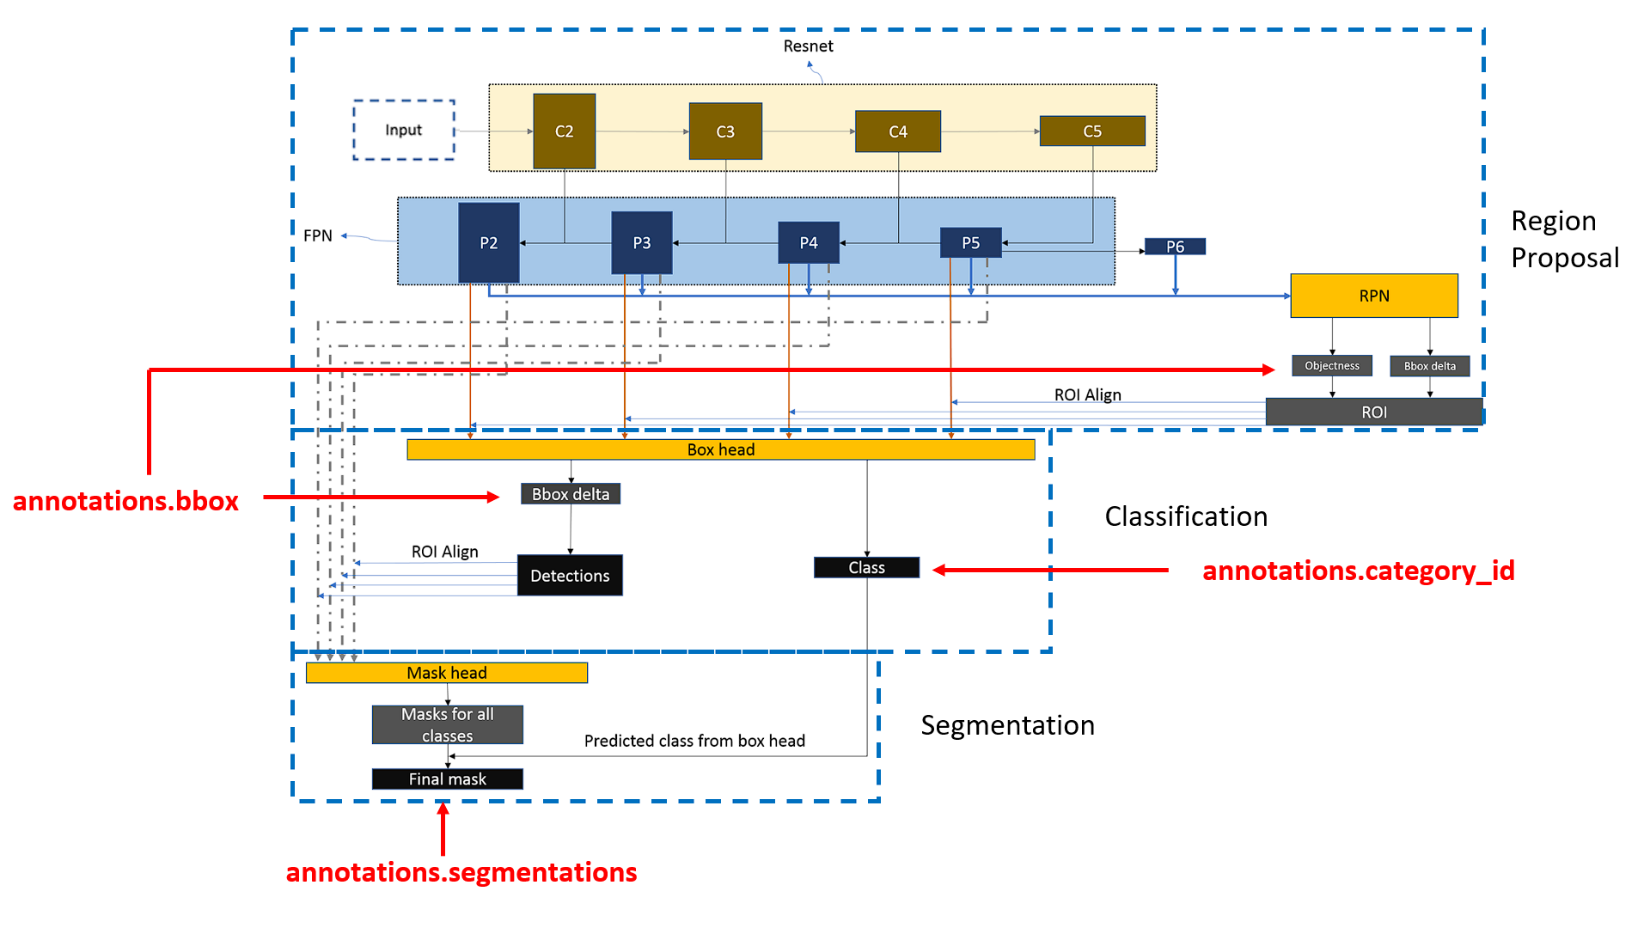 Resnet
Input
C2
C3
C4
C5
FPN
P2
P3
P4
P5
P6
Region
Proposal
RPN
Objectness
Bbox delta
ROI Align
ROI
Box head
annotations.bbox
Bbox delta
Classification
ROI Align
Detections
Class
annotations.category_id
Mask head
Masks for all
classes
Segmentation
Predicted class from box head
Final mask
annotations.segmentations